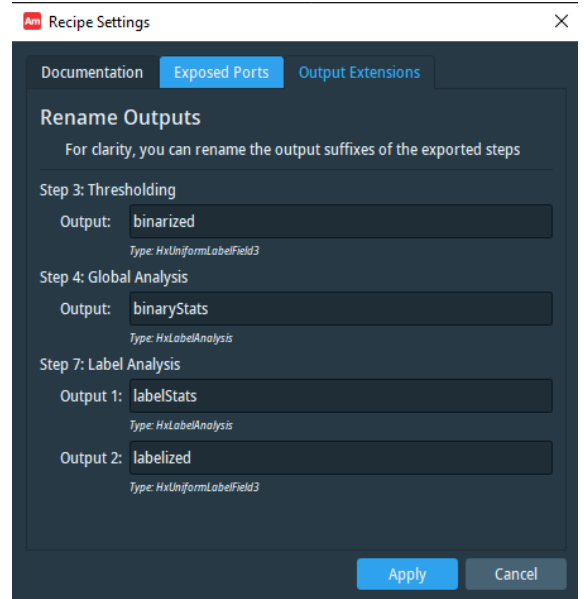 Am Recipe Settings
Documentation Exposed Ports Output Extensions
Rename Outputs
For clarity, you can rename the output suffixes of the exported steps
Step 3: Thresholding
Output: binarized
Type: HxUniformLabelField3
Step 4: Global Analysis
Output: binaryStats
Type: HxLabelAnalysis
Step 7: Label Analysis
Output 1: labelStats
Type: HxLabelAnalysis
Output 2: labelized
Type: HxUniformLabelField3
Apply Cancel